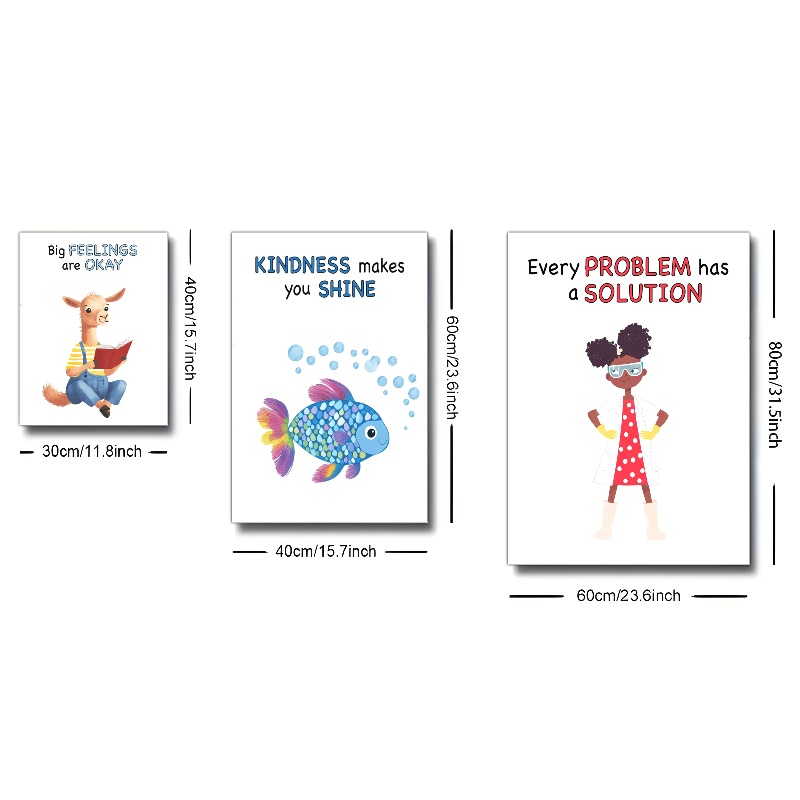 Big FEELINGS
are OKAY
40cm/15.7inch
30cm/11.8inch
KINDNESS makes
you SHINE
60cm/23.6inch
40cm/15.7inch
Every PROBLEM has
a SOLUTION
80cm/31.5inch
60cm/23.6inch